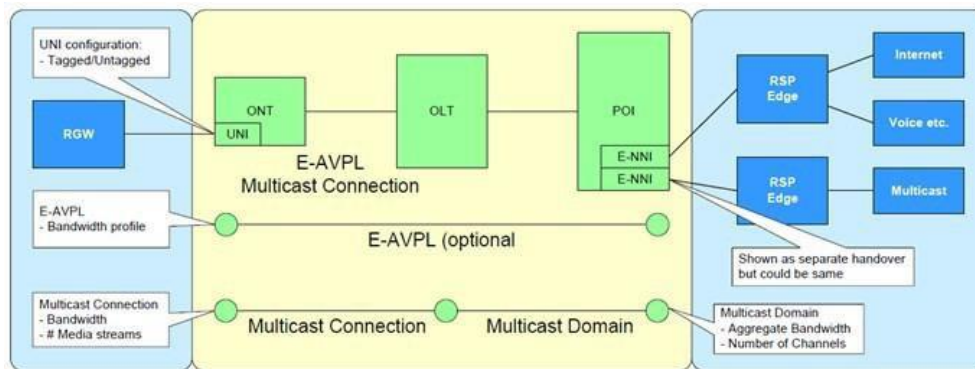 UNI configuration:
- Tagged/Untagged
RGW
ONT
UNI
OLT
POI
E-NNI
E-NNI
E-AVPL
Multicast Connection
RSP
Edge
Internet
Voice etc.
RSP
Edge
Multicast
E-AVPL
- Bandwidth profile
E-AVPL (optional
Shown as separate handover
but could be same
Multicast Connection
- Bandwidth
- # Media streams
Multicast Connection
Multicast Domain
Multicast Domain
- Aggregate Bandwidth
- Number of Channels